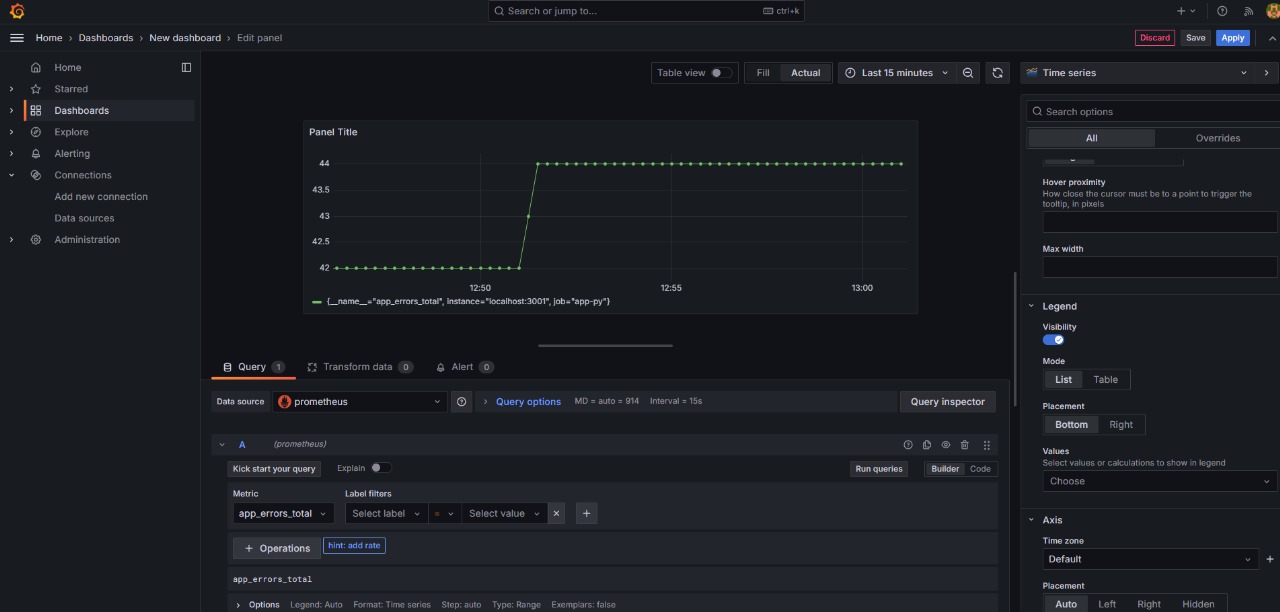 Search or jump to... ctrl+k
Home › Dashboards › New dashboard › Edit panel
Discard Save Apply
Home
Starred
Dashboards
Explore
Alerting
Connections
Add new connection
Data sources
Administration
Table view Fill Actual Last 15 minutes
Panel Title
44
43.5
43
42.5
42
12:50 12:55 13:00
{__name__="app_errors_total", instance="localhost:3001", job="app-py"}
Query 1 Transform data 0 Alert 0
Data source prometheus Query options MD = auto = 914 Interval = 15s Query inspector
A (prometheus)
Kick start your query Explain Run queries Builder Code
Metric Label filters
app_errors_total Select label = Select value
+ Operations hint: add rate
app_errors_total
Options Legend: Auto Format: Time series Step: auto Type: Range Exemplars: false
Time series
Search options
All Overrides
Hover proximity
How close the cursor must be to a point to trigger the
tooltip, in pixels
Max width
Legend
Visibility
Mode
List Table
Placement
Bottom Right
Values
Select values or calculations to show in legend
Choose
Axis
Time zone
Default
Placement
Auto Left Right Hidden